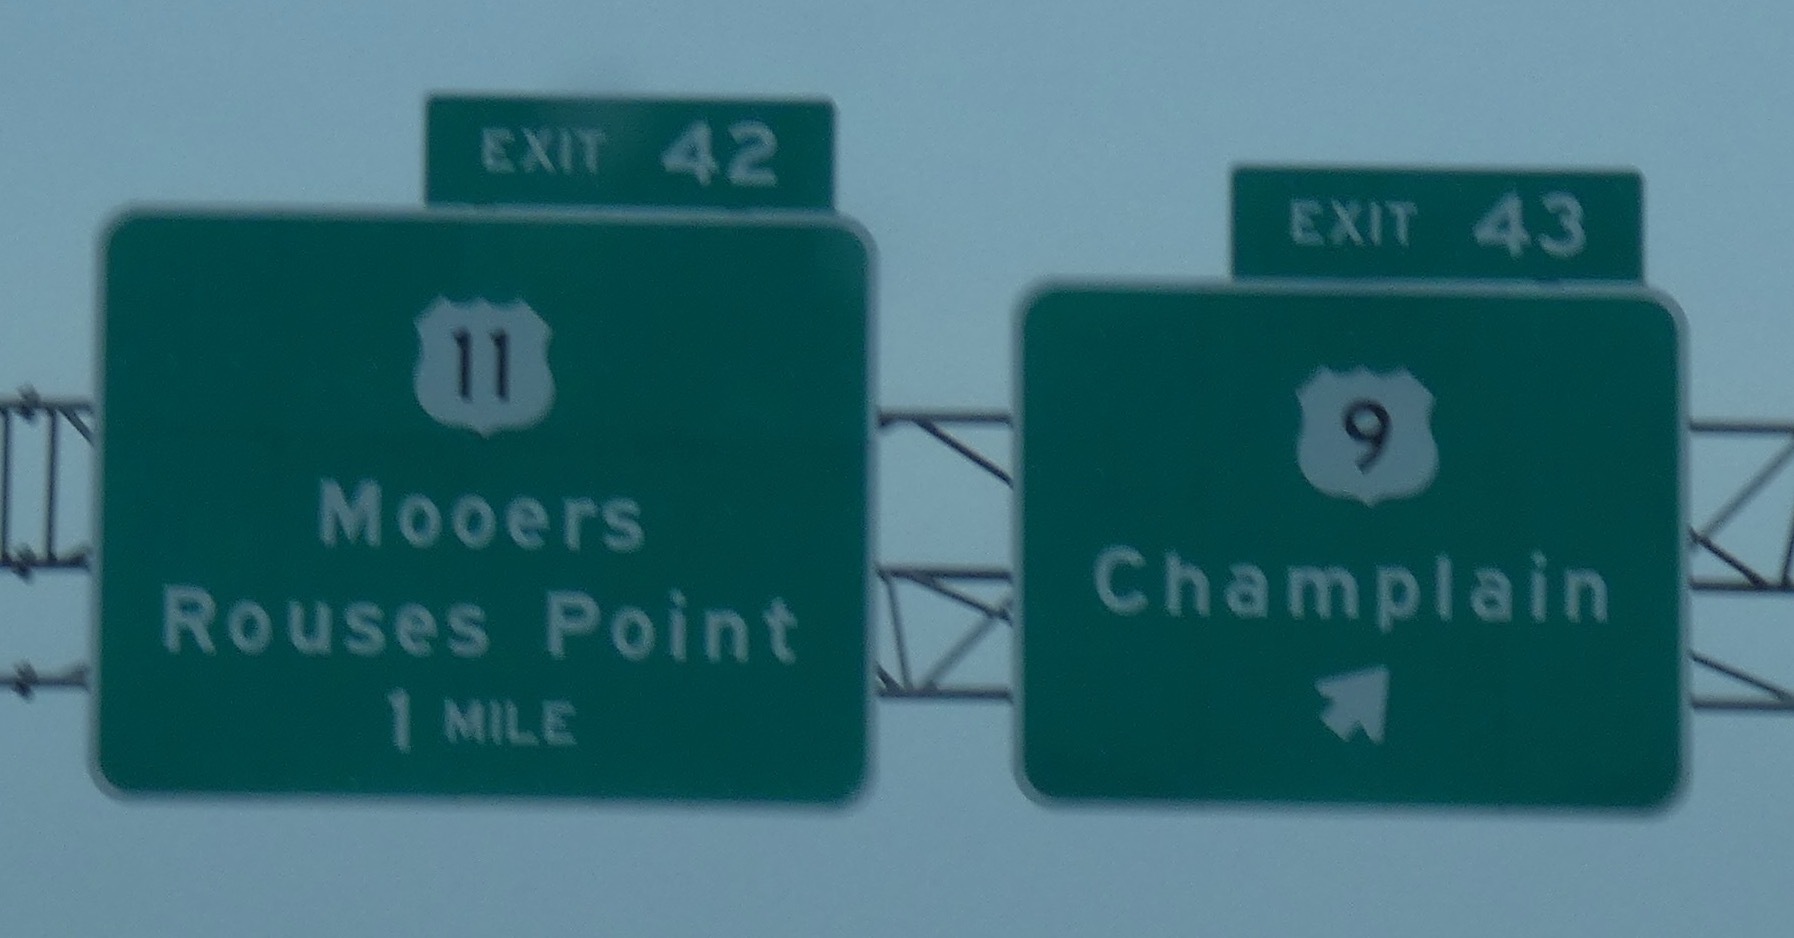 EXIT 42
11
Mooers
Rouses Point
1 MILE
EXIT 43
9
Champlain